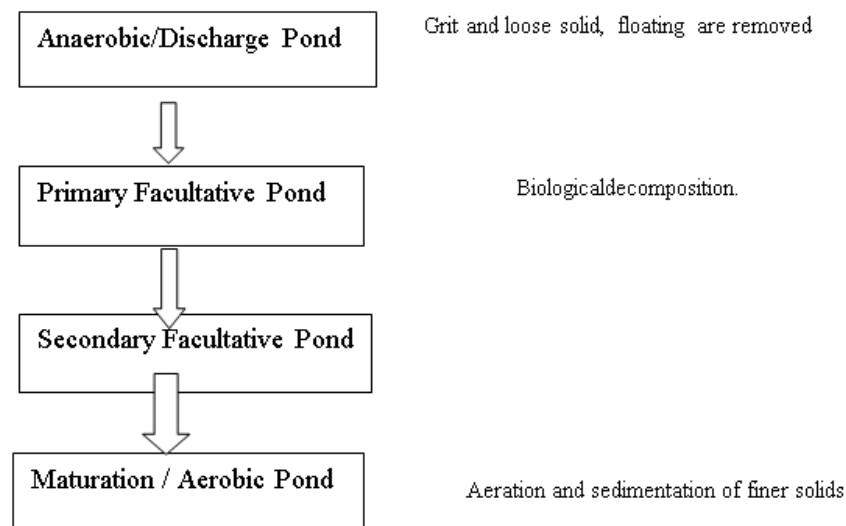 Anaerobic/Discharge Pond
Grit and loose solid, floating are removed
Primary Facultative Pond
Biologicaldecomposition.
Secondary Facultative Pond
Maturation / Aerobic Pond
Aeration and sedimentation of finer solids